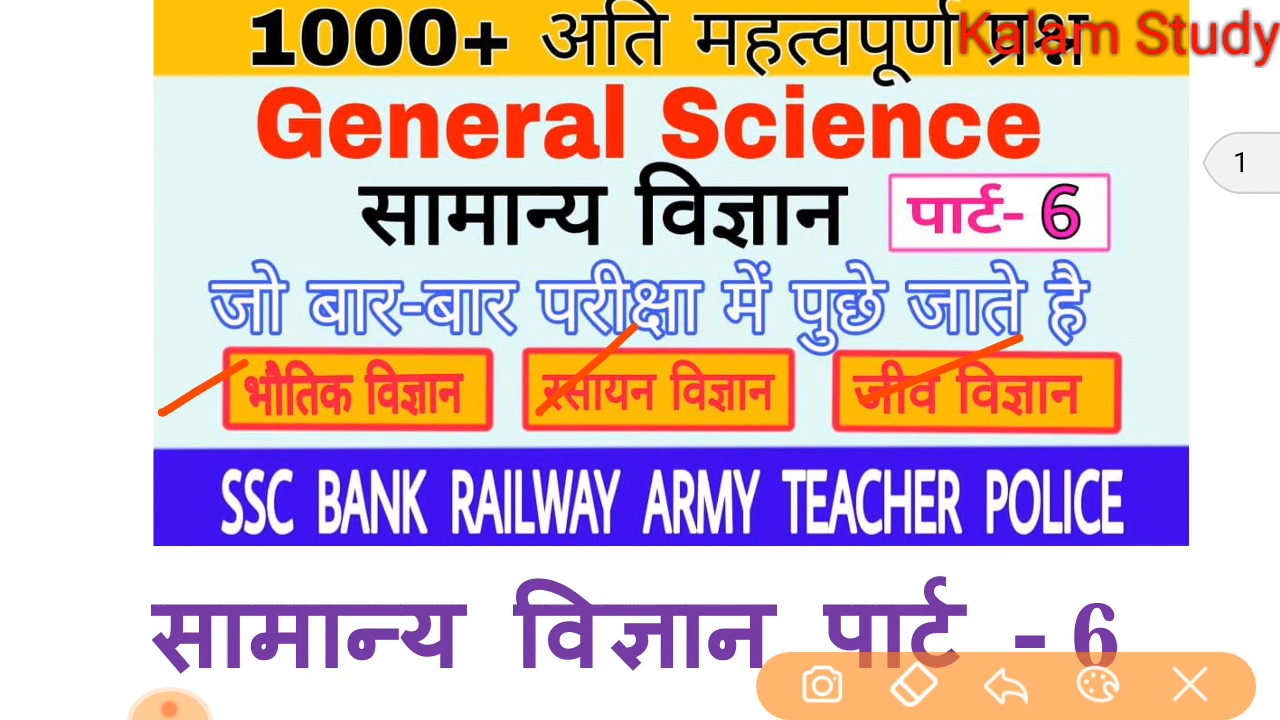 1000+ अति महत्वपूर्ण प्रश्न
Kalam Study
General Science
1
सामान्य विज्ञान
पार्ट- 6
जो बार-बार परीक्षा में पुछे जाते है
भौतिक विज्ञान
रसायन विज्ञान
जीव विज्ञान
SSC BANK RAILWAY ARMY TEACHER POLICE
सामान्य विज्ञान पार्ट - 6